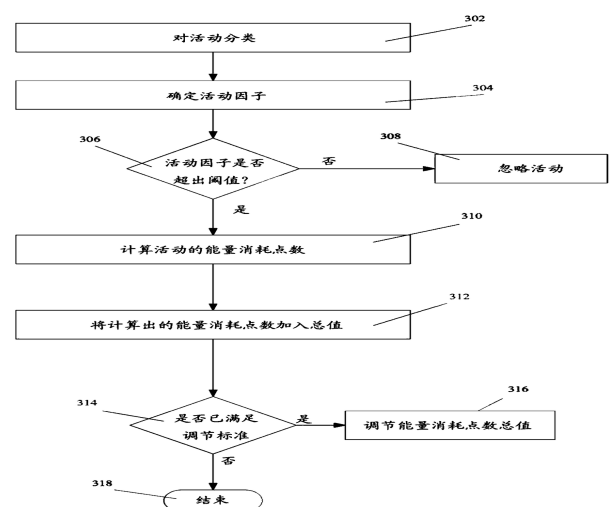 302
对活动分类
304
确定活动因子
306
活动因子是否
超出阈值?
否
308
忽略活动
是
310
计算活动的能量消耗点数
312
将计算出的能量消耗点数加入总值
314
是否已满足
调节标准
是
316
调节能量消耗点数总值
否
318
结束